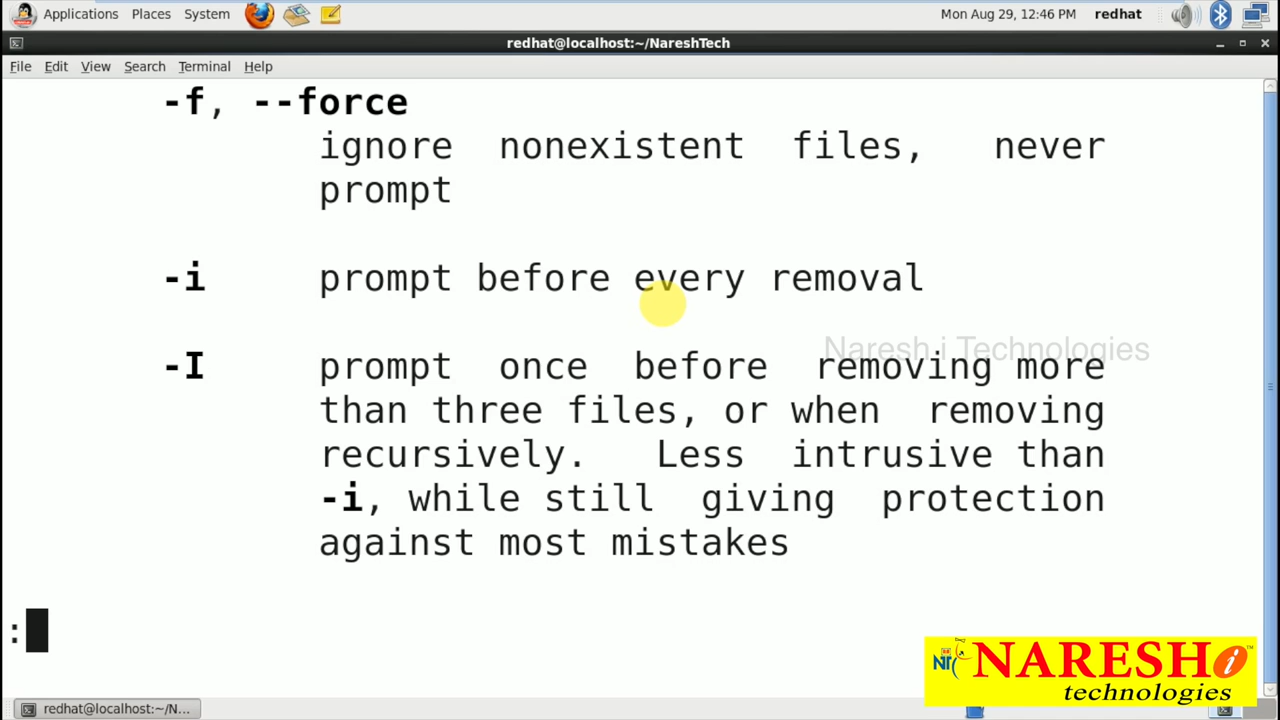 Applications Places System Mon Aug 29, 12:46 PM redhat
redhat@localhost:~/NareshTech
File Edit View Search Terminal Help
-f, --force
ignore nonexistent files, never
prompt
-i prompt before every removal
Naresh i Technologies
-I prompt once before removing more
than three files, or when removing
recursively. Less intrusive than
-i, while still giving protection
against most mistakes
:
NARESH i ™
technologies
redhat@localhost:~/N...